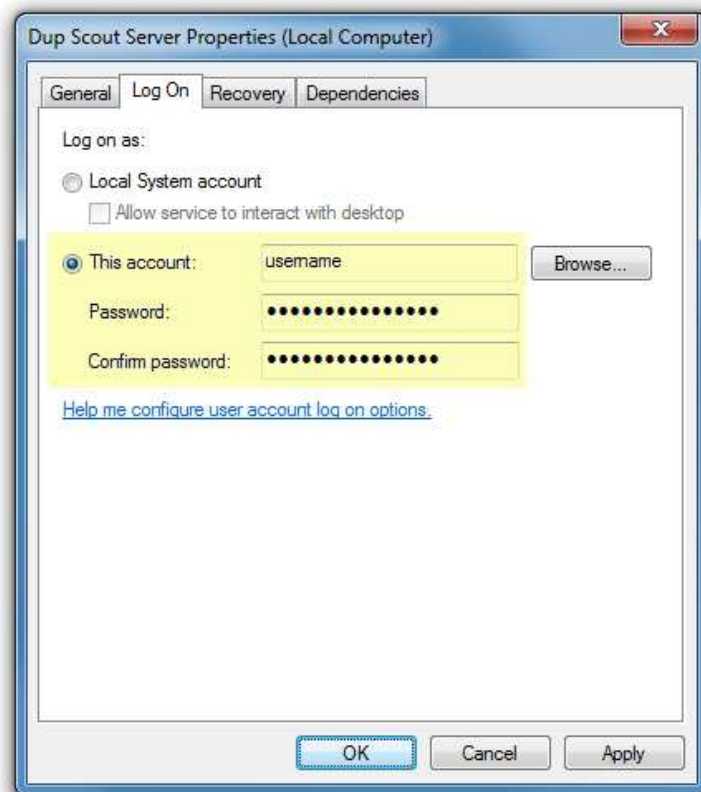 Dup Scout Server Properties (Local Computer)
General Log On Recovery Dependencies
Log on as:
Local System account
Allow service to interact with desktop
This account: username Browse...
Password: ●●●●●●●●●●●●●●●
Confirm password: ●●●●●●●●●●●●●●●
Help me configure user account log on options.
OK Cancel Apply